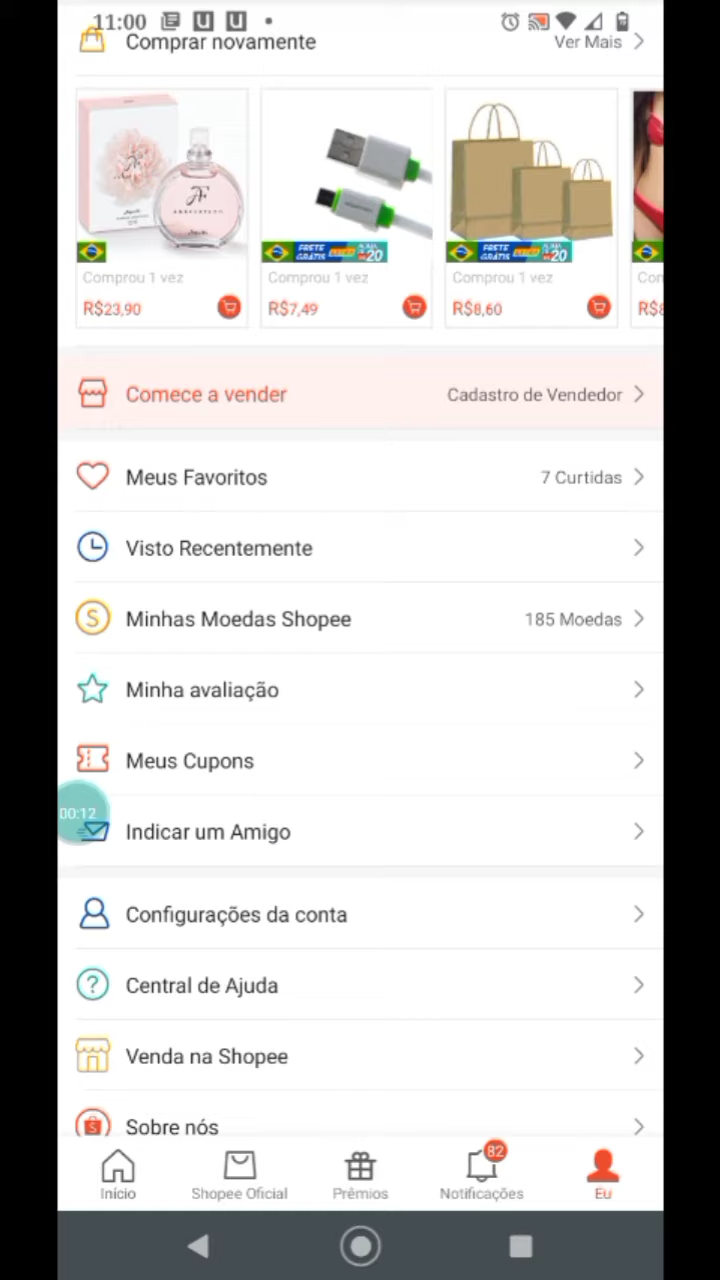 11:00
Comprar novamente
Ver Mais
FRETE GRÁTIS
20
FRETE GRÁTIS
20
Comprou 1 vez
Comprou 1 vez
Comprou 1 vez
Con
R$23,90
R$7,49
R$8,60
R$8
Comece a vender
Cadastro de Vendedor
Meus Favoritos
7 Curtidas
Visto Recentemente
Minhas Moedas Shopee
185 Moedas
Minha avaliação
Meus Cupons
00:12
Indicar um Amigo
Configurações da conta
Central de Ajuda
Venda na Shopee
Sobre nós
82
Início
Shopee Oficial
Prêmios
Notificações
Eu